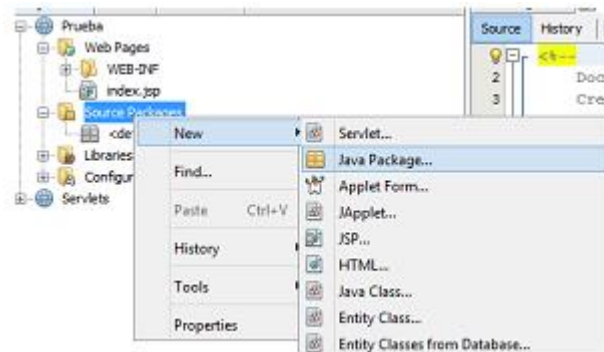 Prueba
Web Pages
WEB-INF
index.jsp
Source Packages
<de
Libraries
Configur
Servlets
New
Find...
Paste Ctrl+V
History
Tools
Properties
Servlet...
Java Package...
Applet Form...
JApplet...
JSP...
HTML...
Java Class...
Entity Class...
Entity Classes from Database...
Source History
<!--
2 Doc
3 Cre